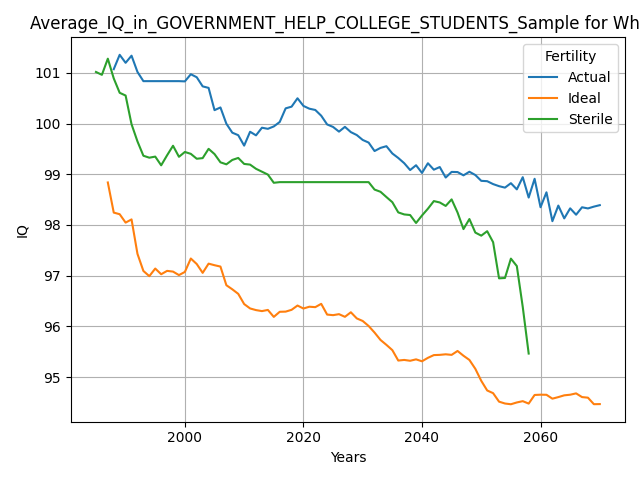 Average_IQ_in_GOVERNMENT_HELP_COLLEGE_STUDENTS_Sample for Wh
Fertility
Actual
Ideal
Sterile
101
100
99
98
97
96
95
IQ
2000
2020
2040
2060
Years